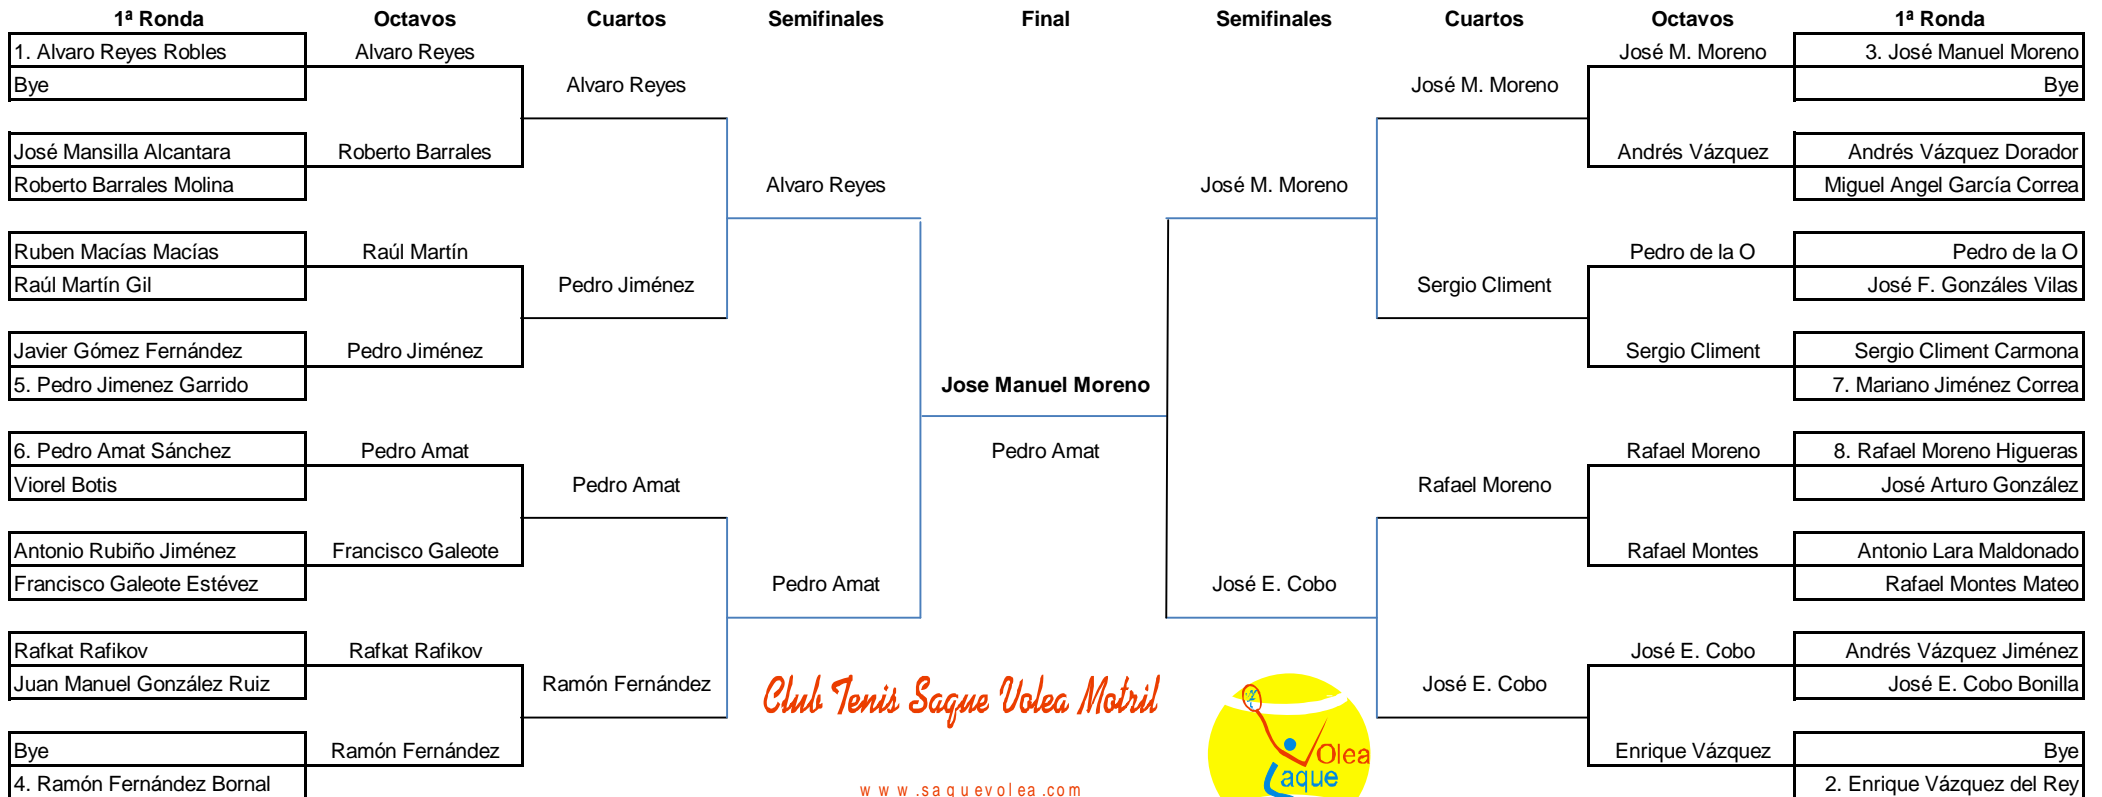 1ª Ronda Octavos Cuartos Semifinales Final Semifinales Cuartos Octavos 1ª Ronda
1. Alvaro Reyes Robles Alvaro Reyes José M. Moreno 3. José Manuel Moreno
Bye Alvaro Reyes José M. Moreno Bye
José Mansilla Alcantara Roberto Barrales Andrés Vázquez Andrés Vázquez Dorador
Roberto Barrales Molina Alvaro Reyes José M. Moreno Miguel Angel García Correa
Ruben Macías Macías Raúl Martín Pedro de la O Pedro de la O
Raúl Martín Gil Pedro Jiménez Sergio Climent José F. Gonzáles Vilas
Javier Gómez Fernández Pedro Jiménez Sergio Climent Sergio Climent Carmona
5. Pedro Jimenez Garrido Jose Manuel Moreno 7. Mariano Jiménez Correa
6. Pedro Amat Sánchez Pedro Amat Pedro Amat Rafael Moreno 8. Rafael Moreno Higueras
Viorel Botis Pedro Amat Rafael Moreno José Arturo González
Antonio Rubiño Jiménez Francisco Galeote Rafael Montes Antonio Lara Maldonado
Francisco Galeote Estévez Pedro Amat José E. Cobo Rafael Montes Mateo
Rafkat Rafikov Rafkat Rafikov José E. Cobo Andrés Vázquez Jiménez
Juan Manuel González Ruiz Ramón Fernández Club Tenis Saque Volea Motril José E. Cobo José E. Cobo Bonilla
Bye Ramón Fernández Volea Enrique Vázquez Bye
Saque
4. Ramón Fernández Bornal www.saquevolea.com 2. Enrique Vázquez del Rey